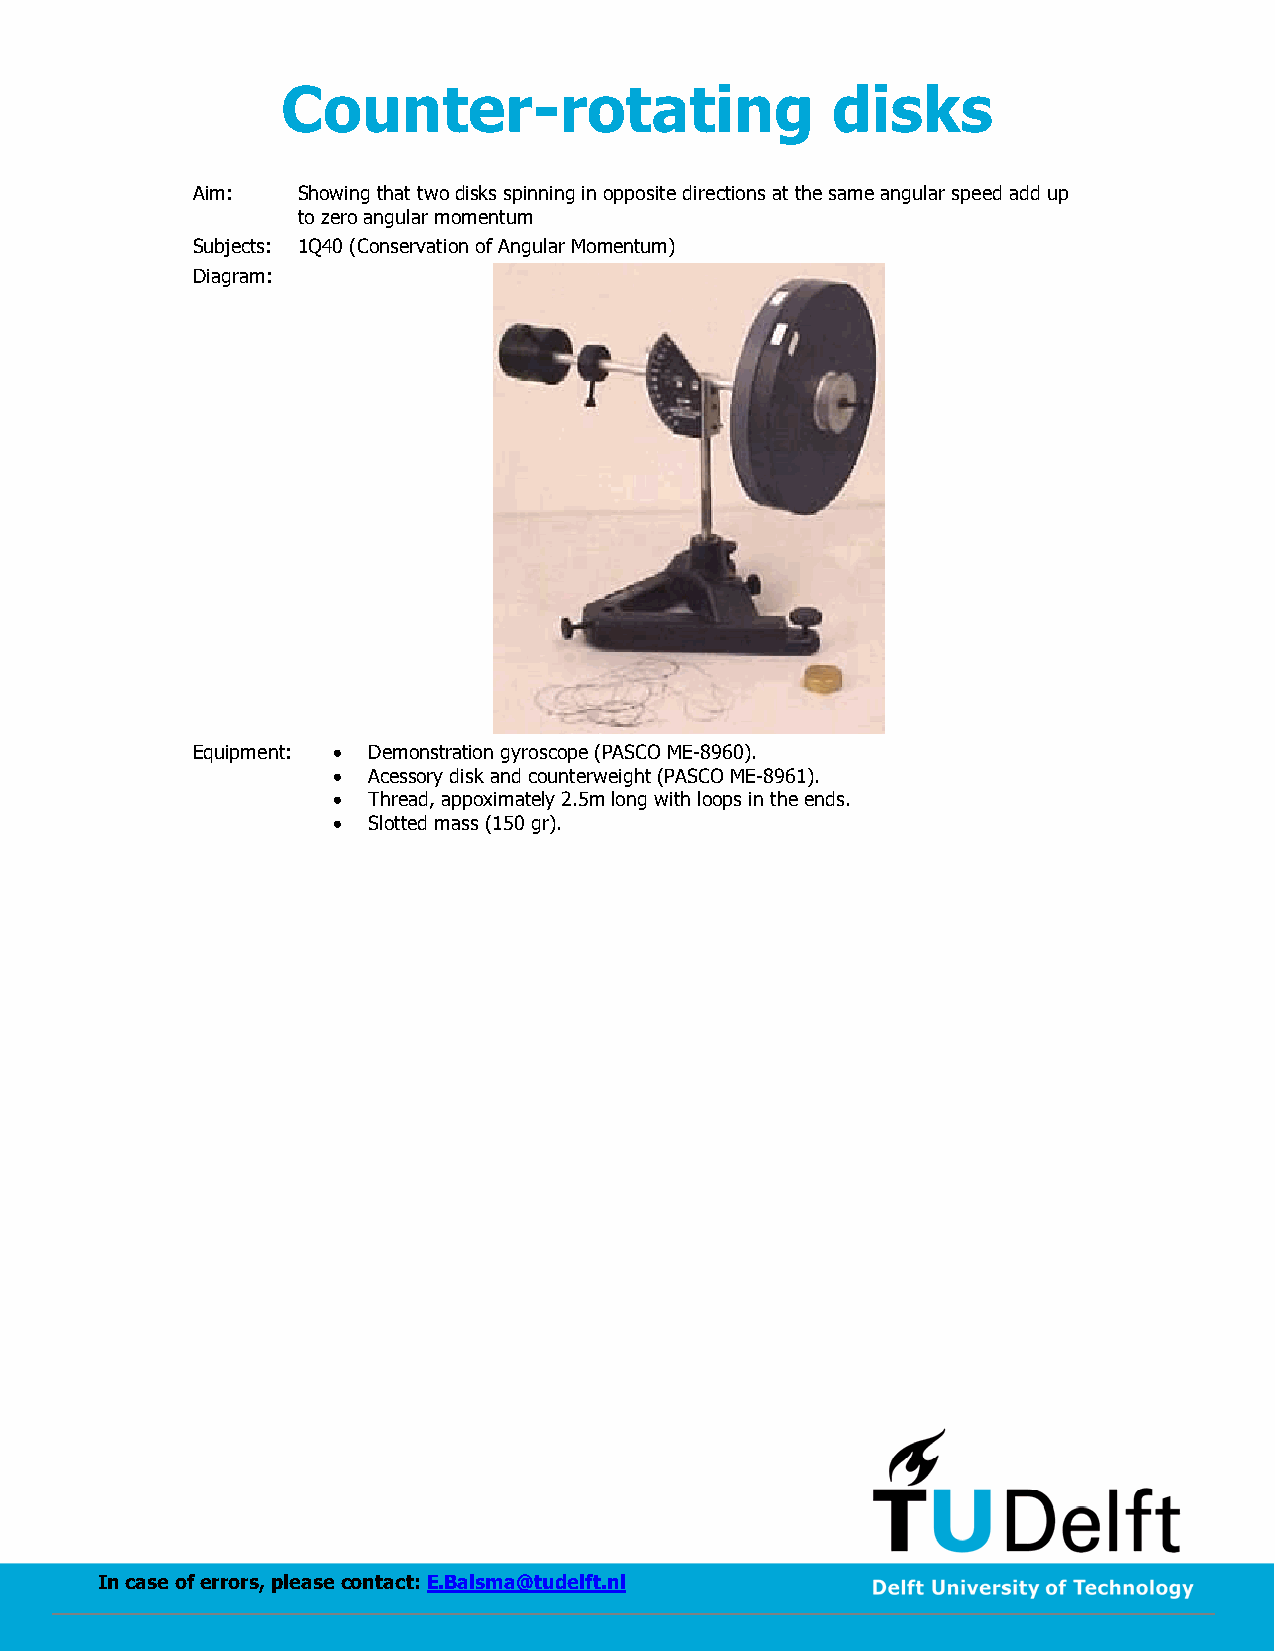 Counter-rotating disks
Aim: Showing that two disks spinning in opposite directions at the same angular speed add up
to zero angular momentum
Subjects: 1Q40 (Conservation of Angular Momentum)
Diagram:
Equipment: • Demonstration gyroscope (PASCO ME-8960).
• Acessory disk and counterweight (PASCO ME-8961).
• Thread, appoximately 2.5m long with loops in the ends.
• Slotted mass (150 gr).
TUDelft
In case of errors, please contact: E.Balsma@tudelft.nl
Delft University of Technology